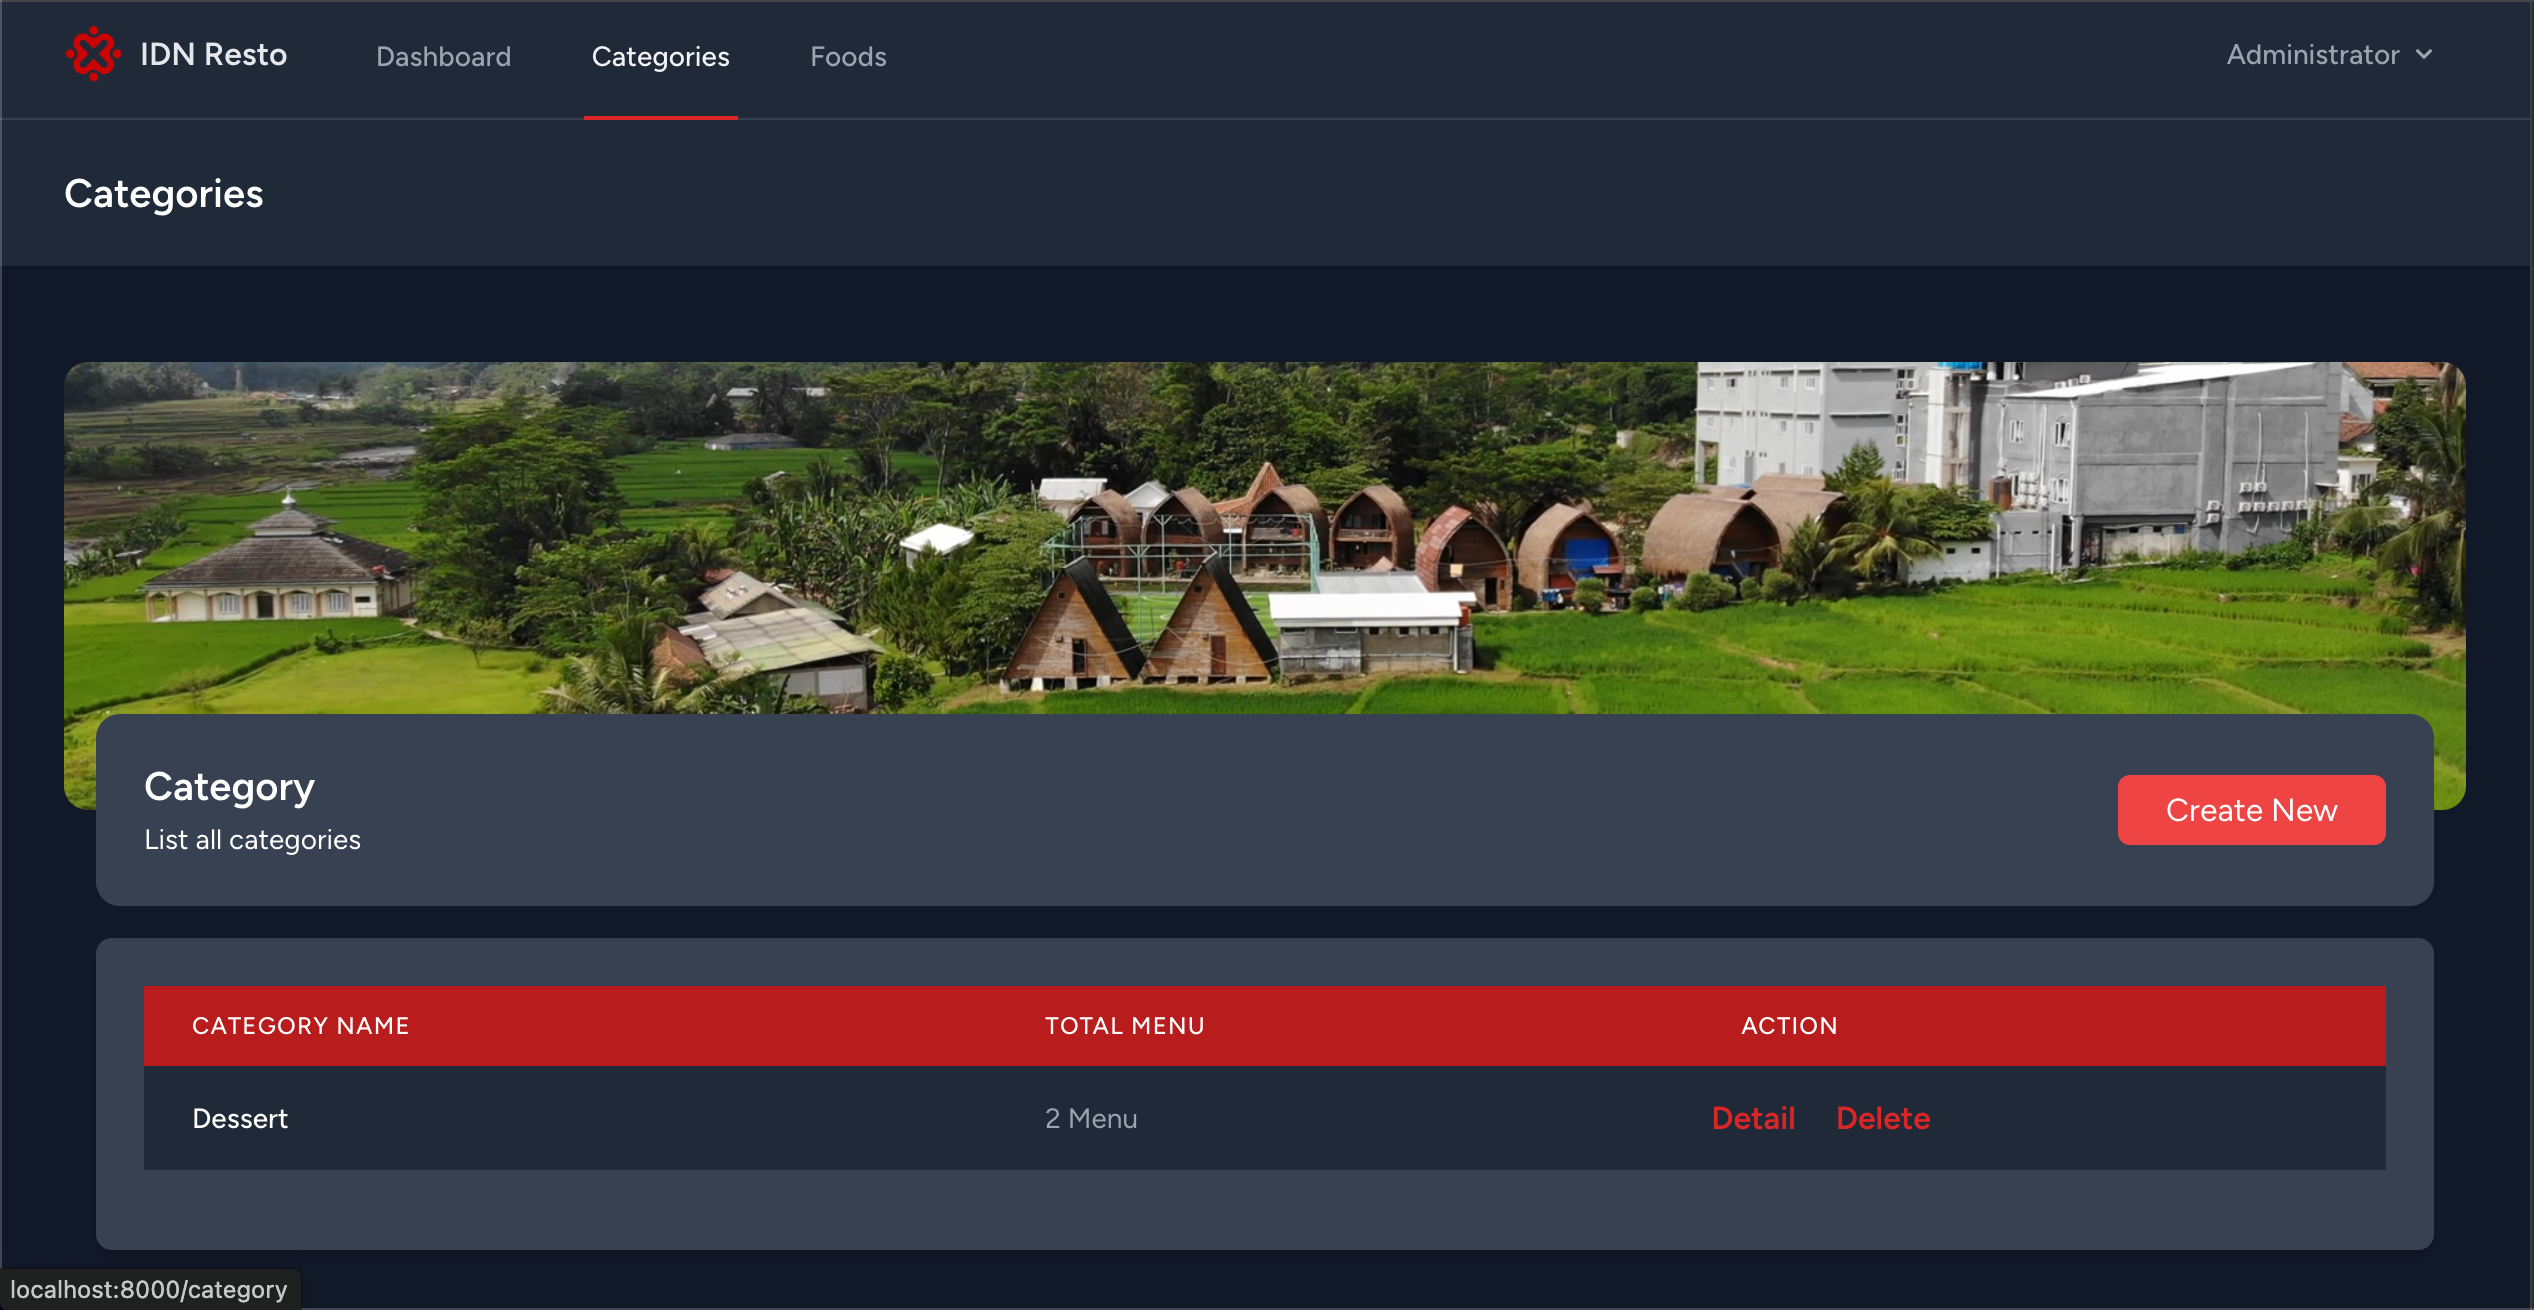 IDN Resto
Dashboard
Categories
Foods
Administrator
Categories
Category
List all categories
Create New
CATEGORY NAME
TOTAL MENU
ACTION
Dessert
2 Menu
Detail
Delete
localhost:8000/category